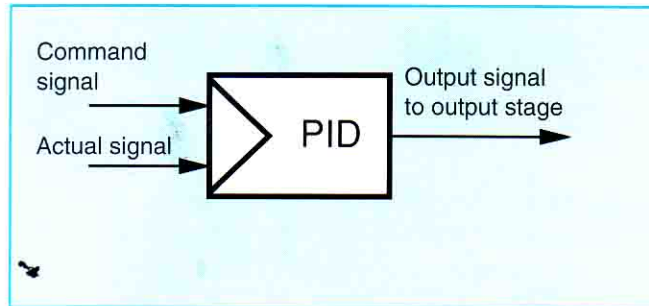 Command
signal
Actual signal
PID
Output signal
to output stage